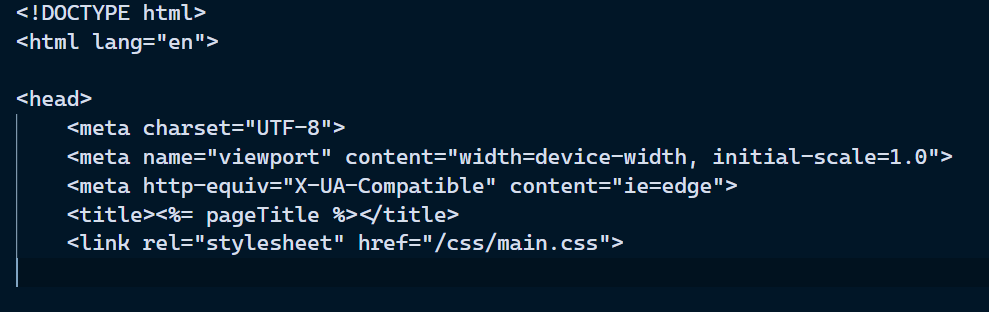 <!DOCTYPE html>
<html lang="en">
<head>
<meta charset="UTF-8">
<meta name="viewport" content="width=device-width, initial-scale=1.0">
<meta http-equiv="X-UA-Compatible" content="ie=edge">
<title><%= pageTitle %></title>
<link rel="stylesheet" href="/css/main.css">